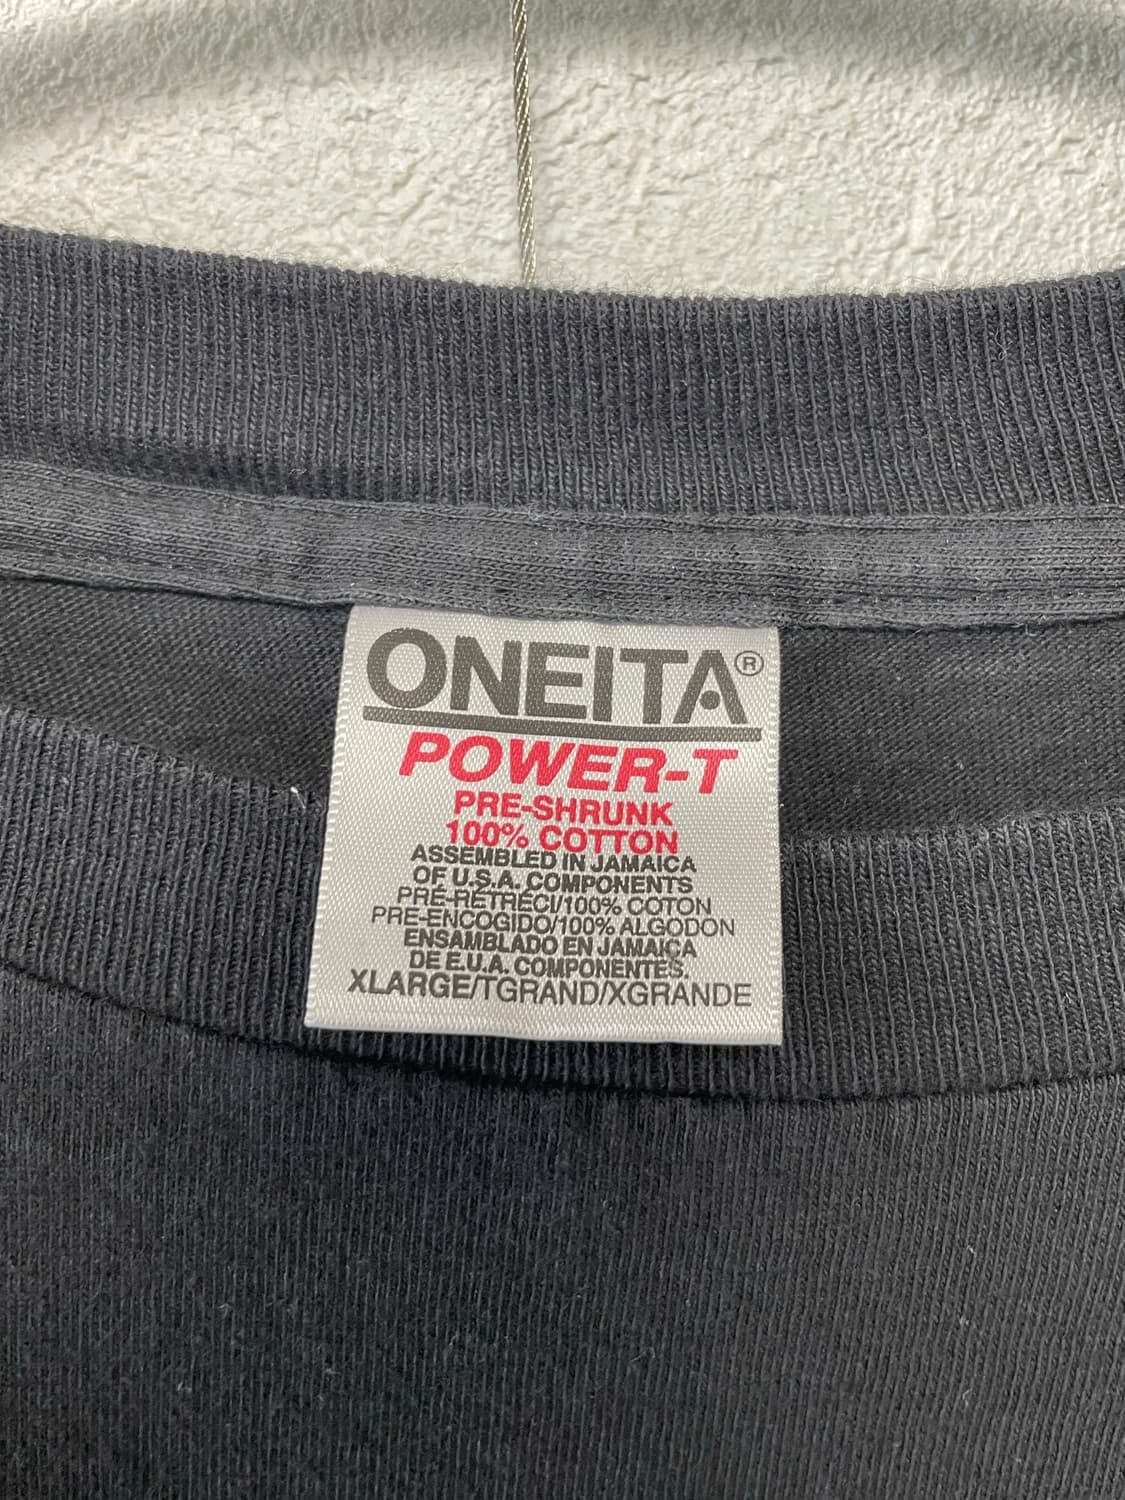 ONEITA®
POWER-T
PRE-SHRUNK
100% COTTON
ASSEMBLED IN JAMAICA
OF U.S.A. COMPONENTS
PRÉ-RÉTRÉCI/100% COTON
PRE-ENCOGIDO/100% ALGODON
ENSAMBLADO EN JAMAICA
DE E.U.A. COMPONENTES.
XLARGE/TGRAND/XGRANDE